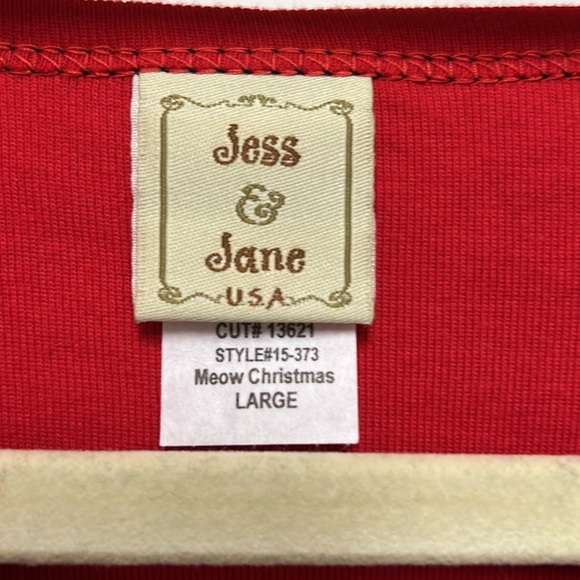 Jess
&
Jane
U.S.A.
CUT# 13621
STYLE#15-373
Meow Christmas
LARGE